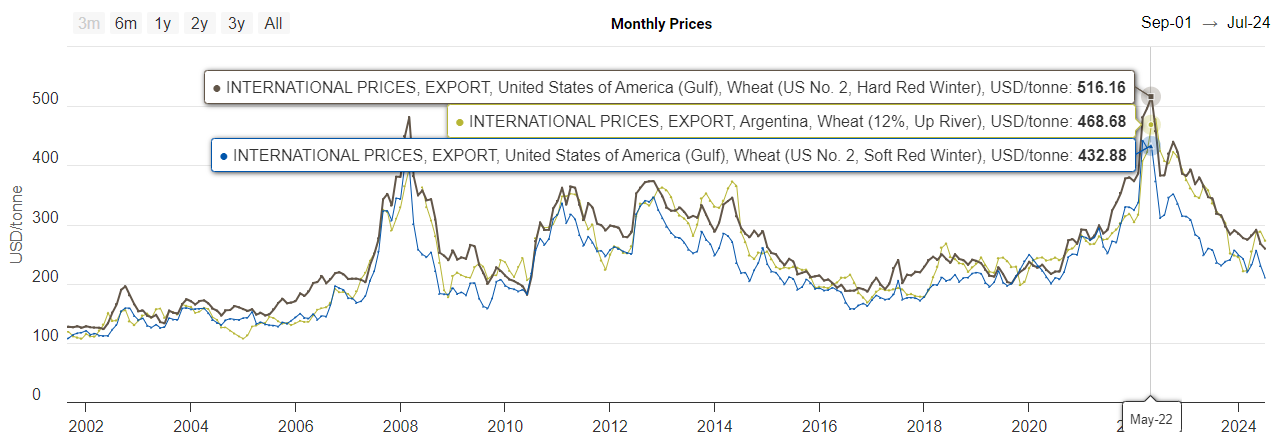 3m 6m 1y 2y 3y All Monthly Prices Sep-01 → Jul-24
INTERNATIONAL PRICES, EXPORT, United States of America (Gulf), Wheat (US No. 2, Hard Red Winter), USD/tonne: 516.16
500
INTERNATIONAL PRICES, EXPORT, Argentina, Wheat (12%, Up River), USD/tonne: 468.68
INTERNATIONAL PRICES, EXPORT, United States of America (Gulf), Wheat (US No. 2, Soft Red Winter), USD/tonne: 432.88
400
300
USD/tonne
200
100
0
2002 2004 2006 2008 2010 2012 2014 2016 2018 2020 May-22 2024